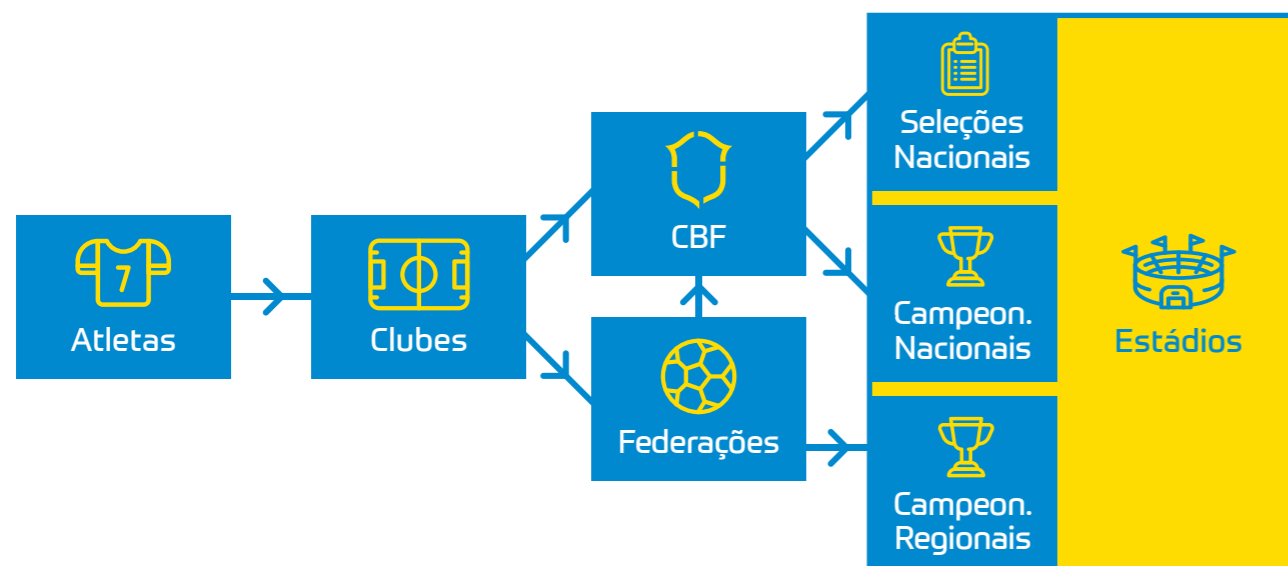 Atletas
7
Clubes
CBF
Federações
Seleções
Nacionais
Campeon.
Nacionais
Campeon.
Regionais
Estádios